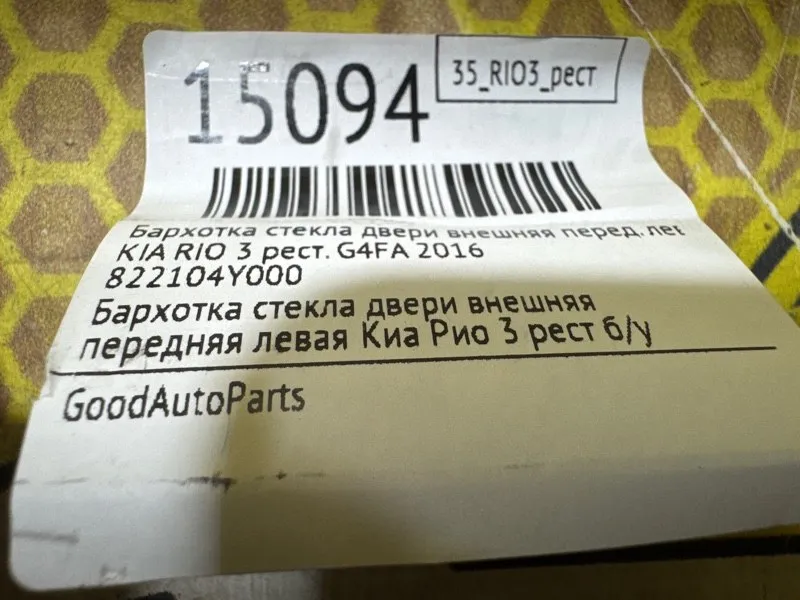 15094
35_RIO3_рест
Бархотка стекла двери внешняя перед. лев
KIA RIO 3 рест. G4FA 2016
822104Y000
Бархотка стекла двери внешняя
передняя левая Киа Рио 3 рест б/у
GoodAutoParts